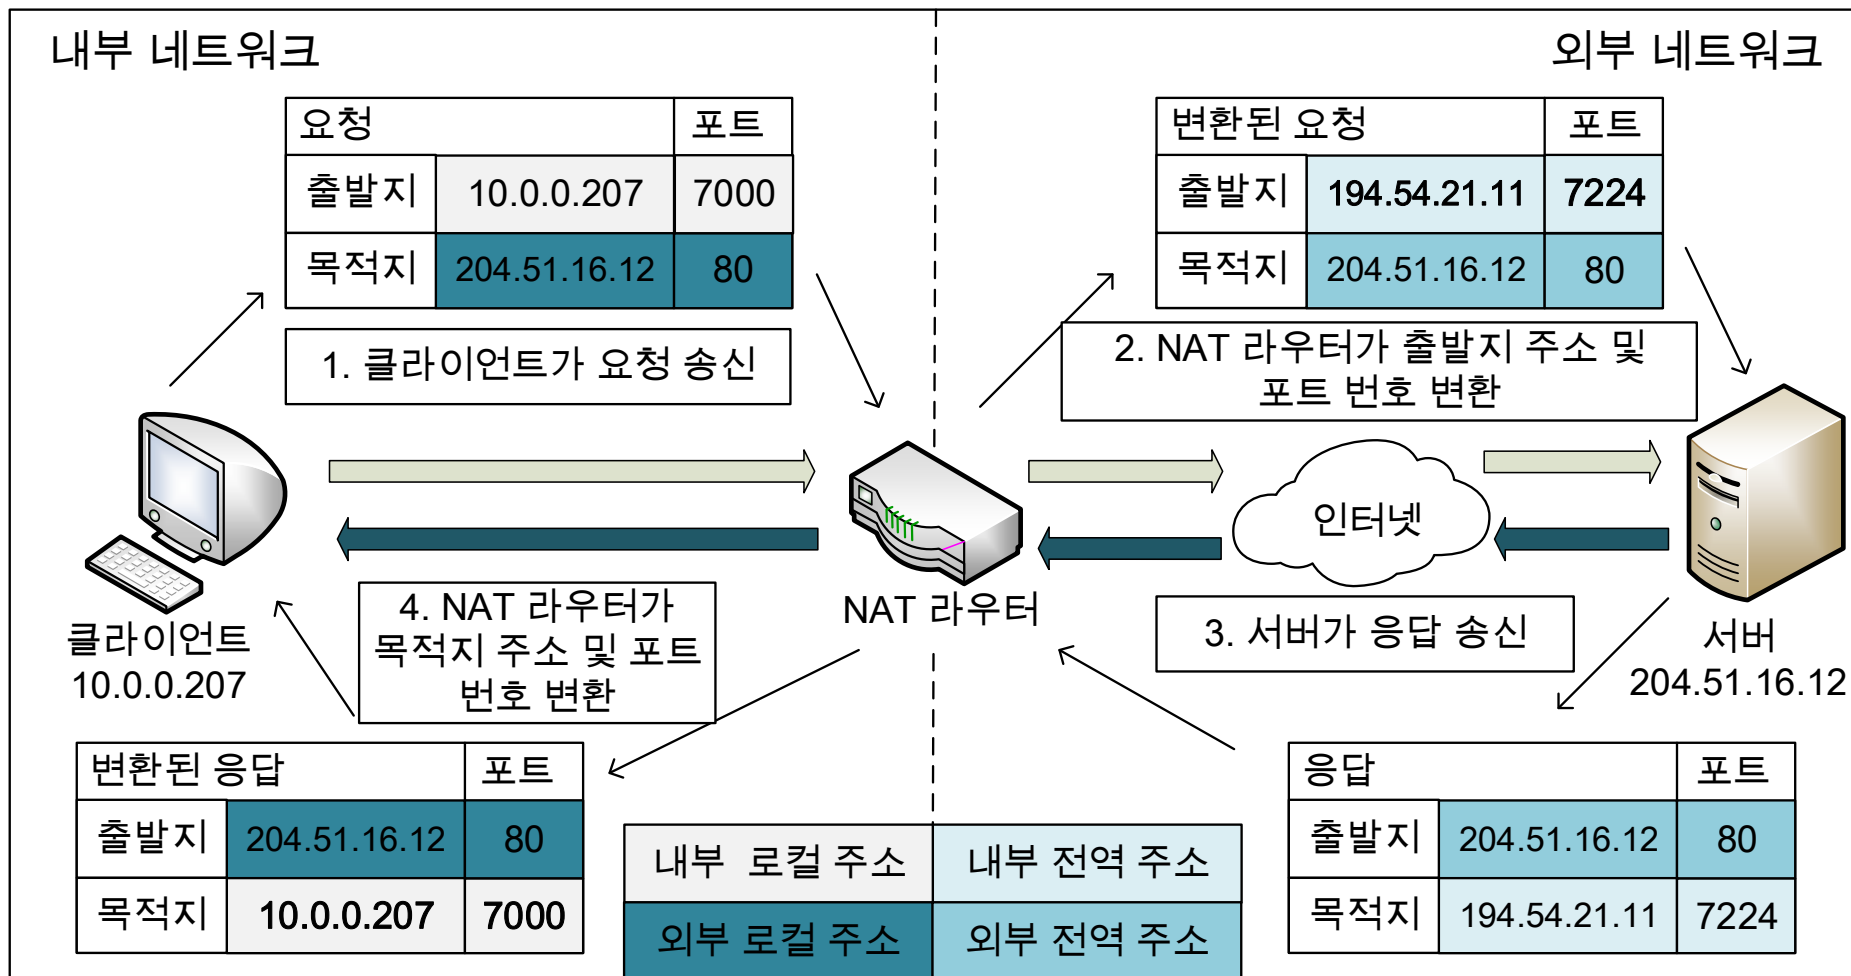 내부 네트워크
외부 네트워크
요청 포트
출발지 10.0.0.207 7000
목적지 204.51.16.12 80
변환된 요청 포트
출발지 194.54.21.11 7224
목적지 204.51.16.12 80
1. 클라이언트가 요청 송신
2. NAT 라우터가 출발지 주소 및
포트 번호 변환
인터넷
클라이언트
10.0.0.207
4. NAT 라우터가
목적지 주소 및 포트
번호 변환
NAT 라우터
3. 서버가 응답 송신
서버
204.51.16.12
변환된 응답 포트
출발지 204.51.16.12 80
목적지 10.0.0.207 7000
응답 포트
출발지 204.51.16.12 80
목적지 194.54.21.11 7224
내부 로컬 주소 내부 전역 주소
외부 로컬 주소 외부 전역 주소